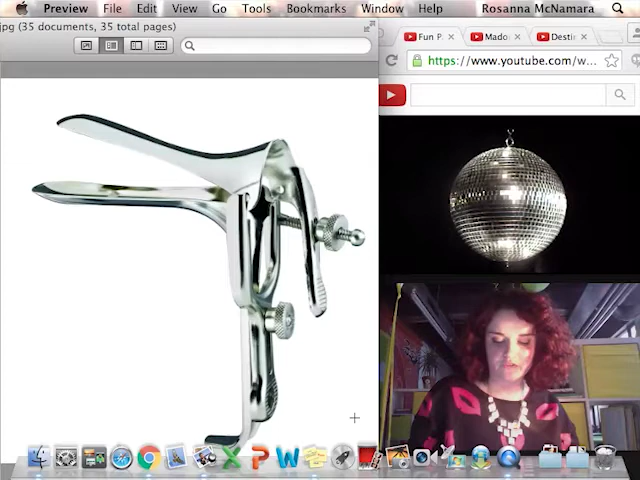 Preview File Edit View Go Tools Bookmarks Window Help Rosanna McNamara
jpg (35 documents, 35 total pages)
Fun P
Mado
Desti
https://www.youtube.com/w...